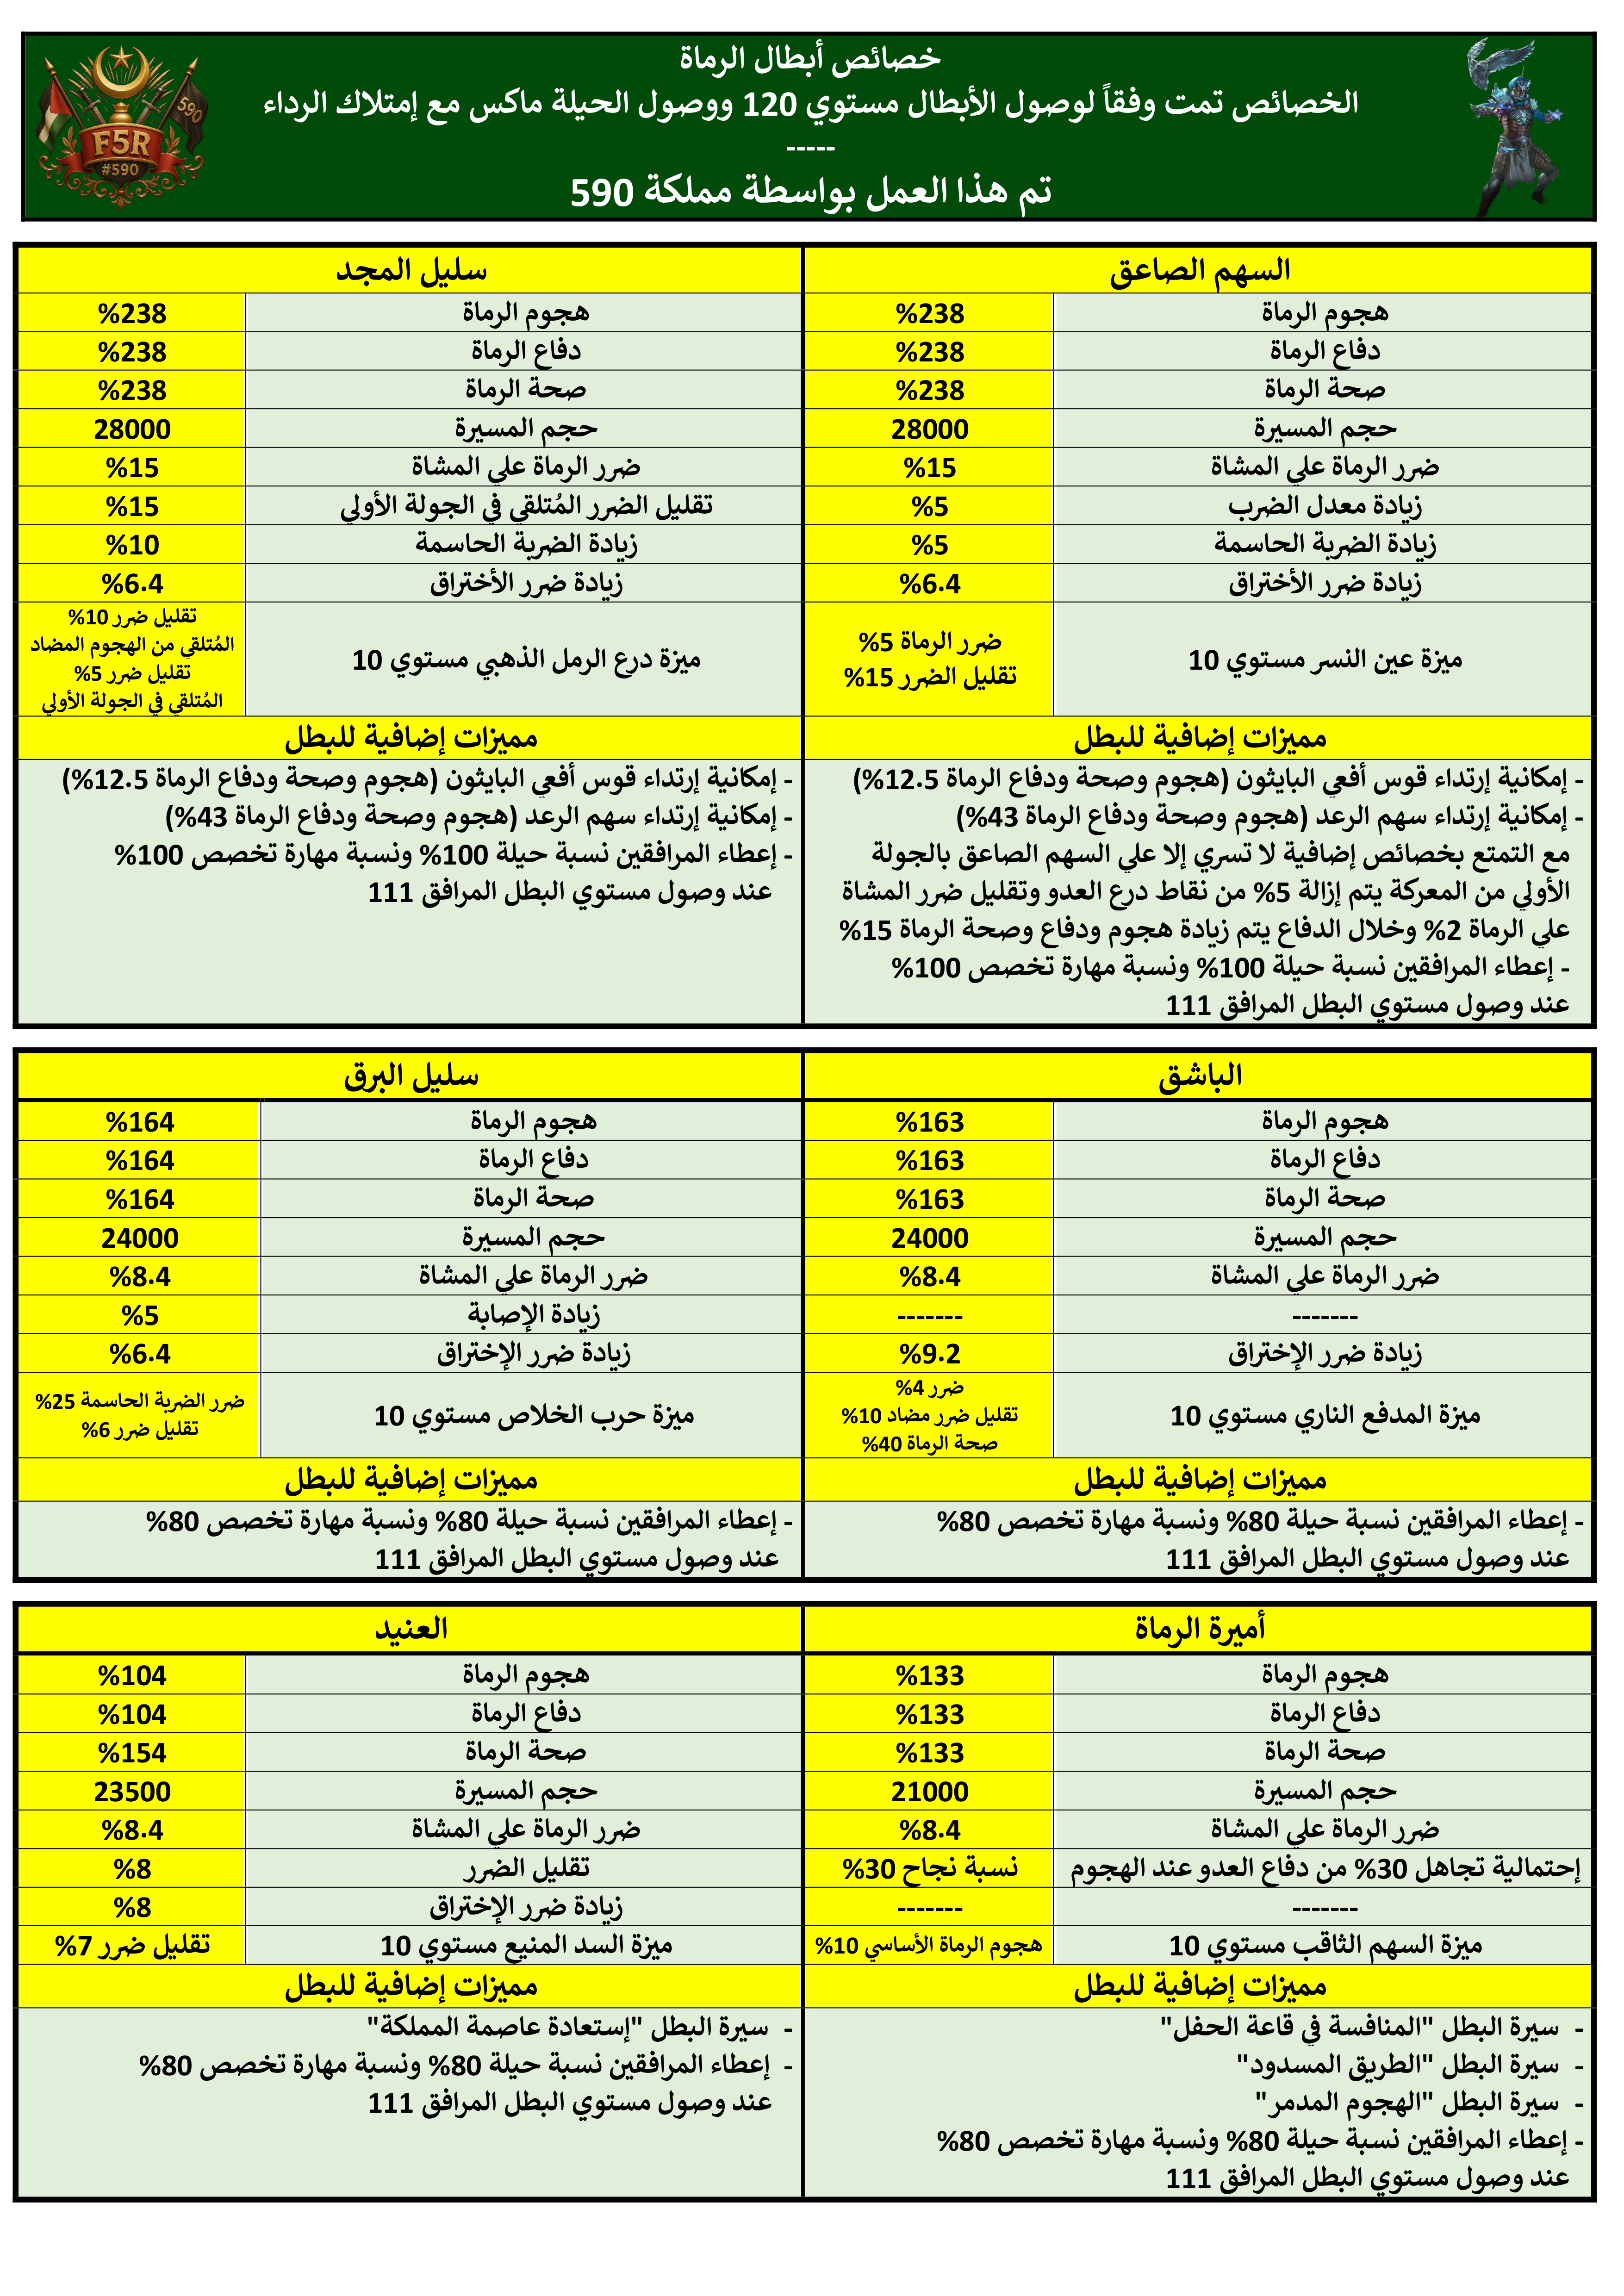 خصائص أبطال الرماة
الخصائص تمت وفقاً لوصول الأبطال مستوي 120 ووصول الحيلة ماكس مع إمتلاك الرداء
-----
تم هذا العمل بواسطة مملكة 590
F5R
#590
590
السهم الصاعق
هجوم الرماة %238
دفاع الرماة %238
صحة الرماة %238
حجم المسيرة 28000
ضرر الرماة علي المشاة %15
زيادة معدل الضرب %5
زيادة الضربة الحاسمة %5
زيادة ضرر الأختراق %6.4
ميزة عين النسر مستوي 10
ضرر الرماة 5%
تقليل الضرر 15%
مميزات إضافية للبطل
- إمكانية إرتداء قوس أفعي البايثون (هجوم وصحة ودفاع الرماة 12.5%)
- إمكانية إرتداء سهم الرعد (هجوم وصحة ودفاع الرماة 43%)
مع التمتع بخصائص إضافية لا تسري إلا علي السهم الصاعق بالجولة
الأولي من المعركة يتم إزالة 5% من نقاط درع العدو وتقليل ضرر المشاة
علي الرماة 2% وخلال الدفاع يتم زيادة هجوم ودفاع وصحة الرماة 15%
- إعطاء المرافقين نسبة حيلة 100% ونسبة مهارة تخصص 100%
عند وصول مستوي البطل المرافق 111
سليل المجد
هجوم الرماة %238
دفاع الرماة %238
صحة الرماة %238
حجم المسيرة 28000
ضرر الرماة علي المشاة %15
تقليل الضرر المُتلقي في الجولة الأولي %15
زيادة الضربة الحاسمة %10
زيادة ضرر الأختراق %6.4
ميزة درع الرمل الذهبي مستوي 10
تقليل ضرر 10%
المُتلقي من الهجوم المضاد
تقليل ضرر 5%
المُتلقي في الجولة الأولي
مميزات إضافية للبطل
- إمكانية إرتداء قوس أفعي البايثون (هجوم وصحة ودفاع الرماة 12.5%)
- إمكانية إرتداء سهم الرعد (هجوم وصحة ودفاع الرماة 43%)
- إعطاء المرافقين نسبة حيلة 100% ونسبة مهارة تخصص 100%
عند وصول مستوي البطل المرافق 111
الباشق
هجوم الرماة %163
دفاع الرماة %163
صحة الرماة %163
حجم المسيرة 24000
ضرر الرماة علي المشاة %8.4
------- -------
زيادة ضرر الإختراق %9.2
ميزة المدفع الناري مستوي 10
ضرر 4%
تقليل ضرر مضاد 10%
صحة الرماة 40%
مميزات إضافية للبطل
- إعطاء المرافقين نسبة حيلة 80% ونسبة مهارة تخصص 80%
عند وصول مستوي البطل المرافق 111
سليل البرق
هجوم الرماة %164
دفاع الرماة %164
صحة الرماة %164
حجم المسيرة 24000
ضرر الرماة علي المشاة %8.4
زيادة الإصابة %5
زيادة ضرر الإختراق %6.4
ميزة حرب الخلاص مستوي 10
ضرر الضربة الحاسمة 25%
تقليل ضرر 6%
مميزات إضافية للبطل
- إعطاء المرافقين نسبة حيلة 80% ونسبة مهارة تخصص 80%
عند وصول مستوي البطل المرافق 111
أميرة الرماة
هجوم الرماة %133
دفاع الرماة %133
صحة الرماة %133
حجم المسيرة 21000
ضرر الرماة علي المشاة %8.4
إحتمالية تجاهل 30% من دفاع العدو عند الهجوم نسبة نجاح 30%
------- -------
ميزة السهم الثاقب مستوي 10 هجوم الرماة الأساسي 10%
مميزات إضافية للبطل
- سيرة البطل "المنافسة في قاعة الحفل"
- سيرة البطل "الطريق المسدود"
- سيرة البطل "الهجوم المدمر"
- إعطاء المرافقين نسبة حيلة 80% ونسبة مهارة تخصص 80%
عند وصول مستوي البطل المرافق 111
العنيد
هجوم الرماة %104
دفاع الرماة %104
صحة الرماة %154
حجم المسيرة 23500
ضرر الرماة علي المشاة %8.4
تقليل الضرر %8
زيادة ضرر الإختراق %8
ميزة السد المنيع مستوي 10 تقليل ضرر 7%
مميزات إضافية للبطل
- سيرة البطل "إستعادة عاصمة المملكة"
- إعطاء المرافقين نسبة حيلة 80% ونسبة مهارة تخصص 80%
عند وصول مستوي البطل المرافق 111